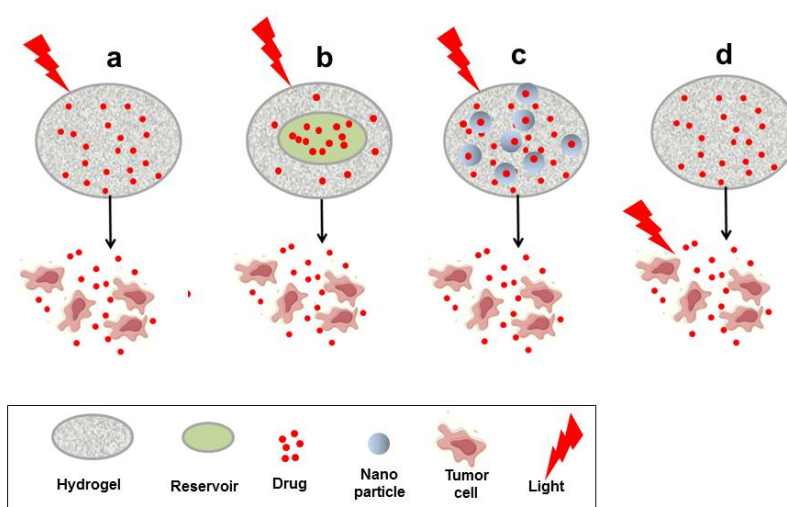 a b c d
Hydrogel
Reservoir
Drug
Nano
particle
Tumor
cell
Light